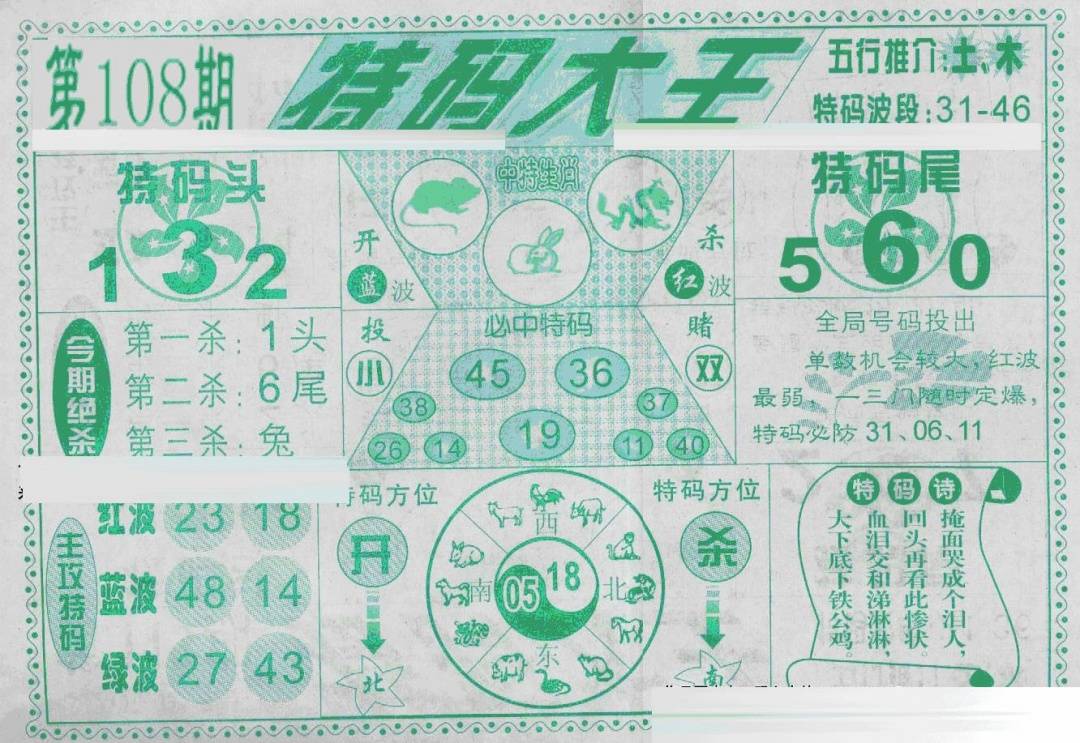 第108期
特码大王
五行推介:土、木
特码波段:31-46
特码头
1 3 2
中特生肖
开
蓝波
杀
红波
特码尾
5 6 0
今期绝杀
第一杀:1头
第二杀:6尾
第三杀:兔
投
小
必中特码
45 36
38 37
19
26 14 11 40
赌
双
全局号码投出
单数机会较大,红波
最弱、一三门随时定爆,
特码必防31、06、11
主攻特码
红波 23 18
蓝波 48 14
绿波 27 43
特码方位
开
北
西
南
北
东
05 18
特码方位
杀
南
特码诗
掩面哭成个泪人,
回头再看此惨状。
血泪交和涕淋淋,
大下底下铁公鸡。